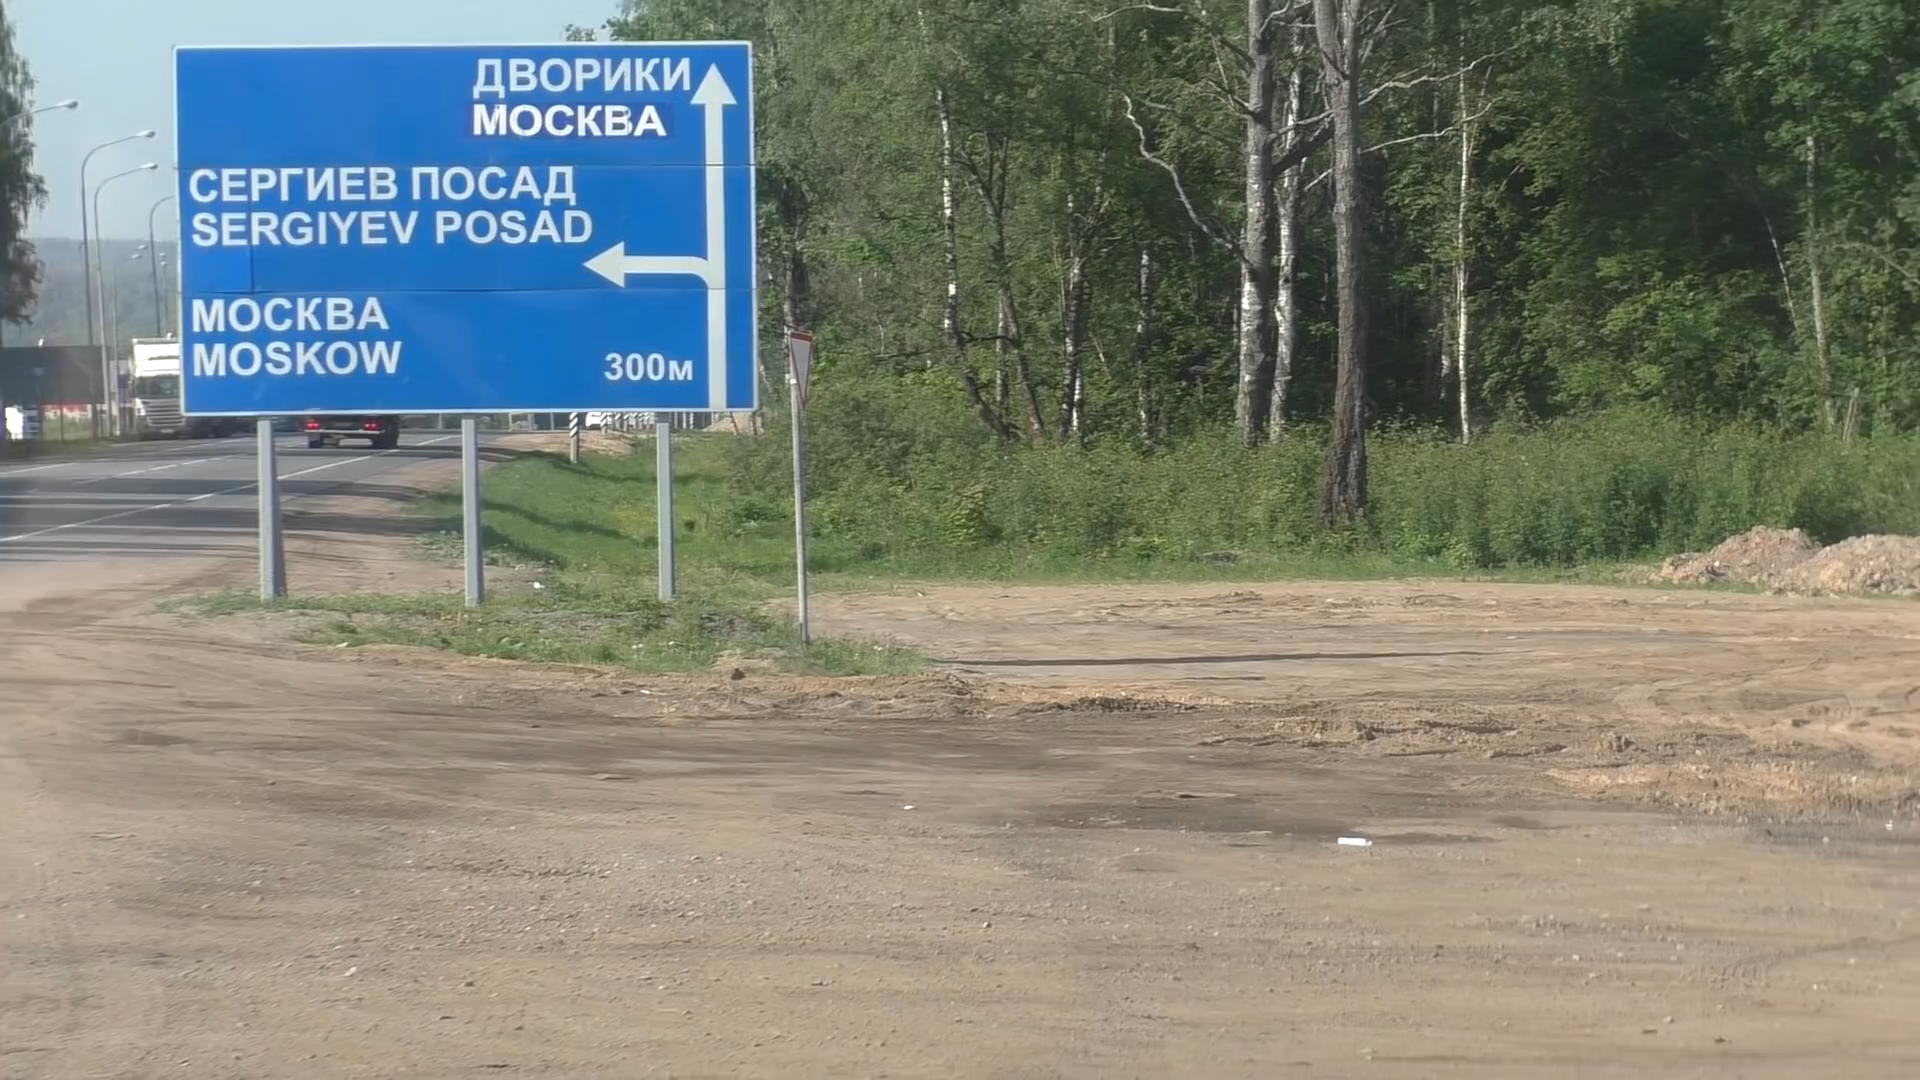 ДВОРИКИ
МОСКВА
СЕРГИЕВ ПОСАД
SERGIYEV POSAD
МОСКВА
MOSKOW
300м